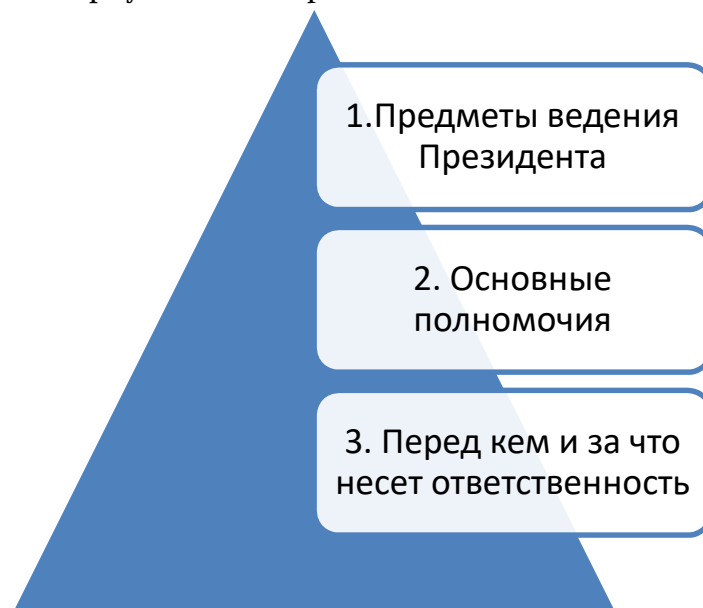 1.Предметы ведения
Президента
2. Основные
полномочия
3. Перед кем и за что
несет ответственность